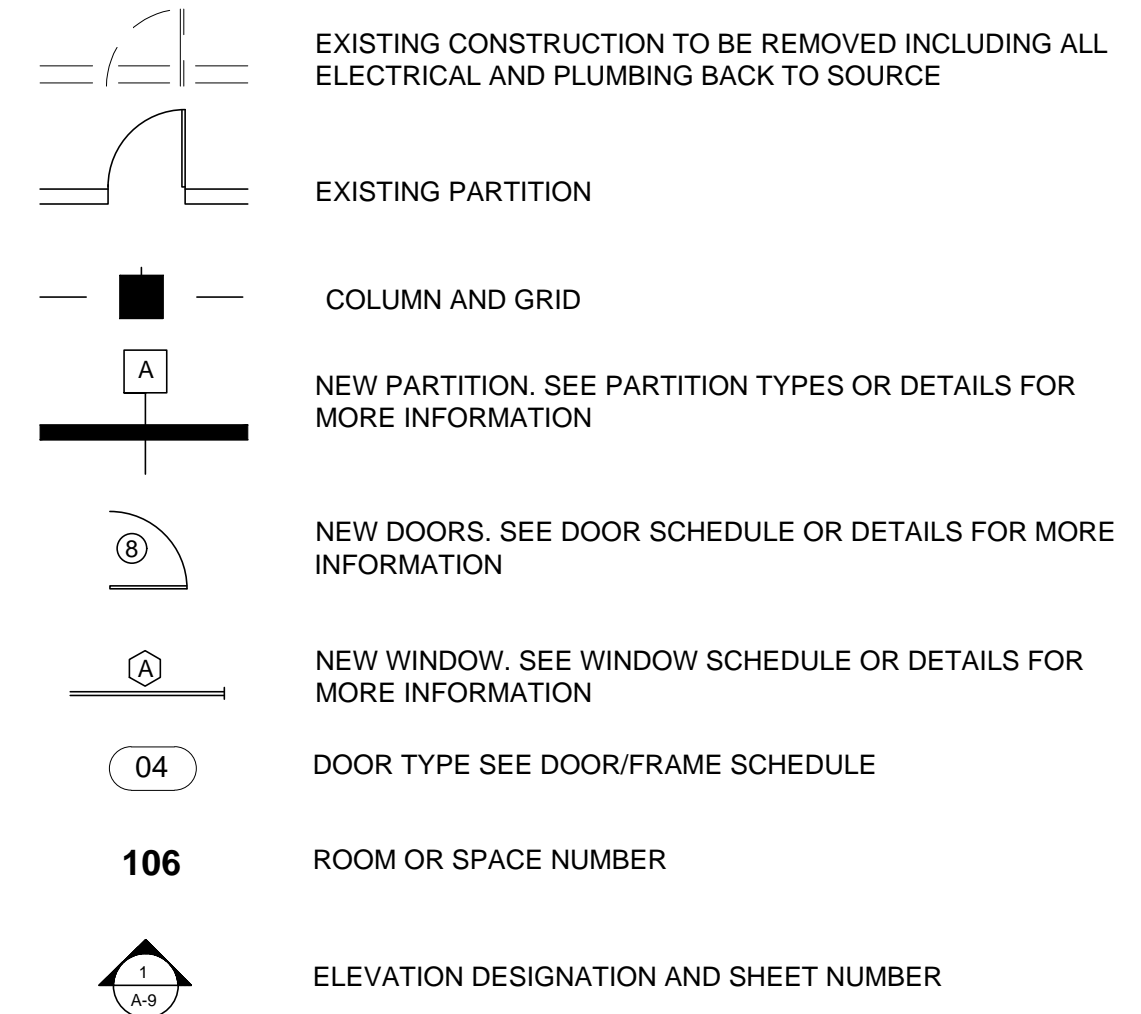 EXISTING CONSTRUCTION TO BE REMOVED INCLUDING ALL
ELECTRICAL AND PLUMBING BACK TO SOURCE
EXISTING PARTITION
COLUMN AND GRID
A
NEW PARTITION. SEE PARTITION TYPES OR DETAILS FOR
MORE INFORMATION
8
NEW DOORS. SEE DOOR SCHEDULE OR DETAILS FOR MORE
INFORMATION
A
NEW WINDOW. SEE WINDOW SCHEDULE OR DETAILS FOR
MORE INFORMATION
04
DOOR TYPE SEE DOOR/FRAME SCHEDULE
106
ROOM OR SPACE NUMBER
1
A-9
ELEVATION DESIGNATION AND SHEET NUMBER